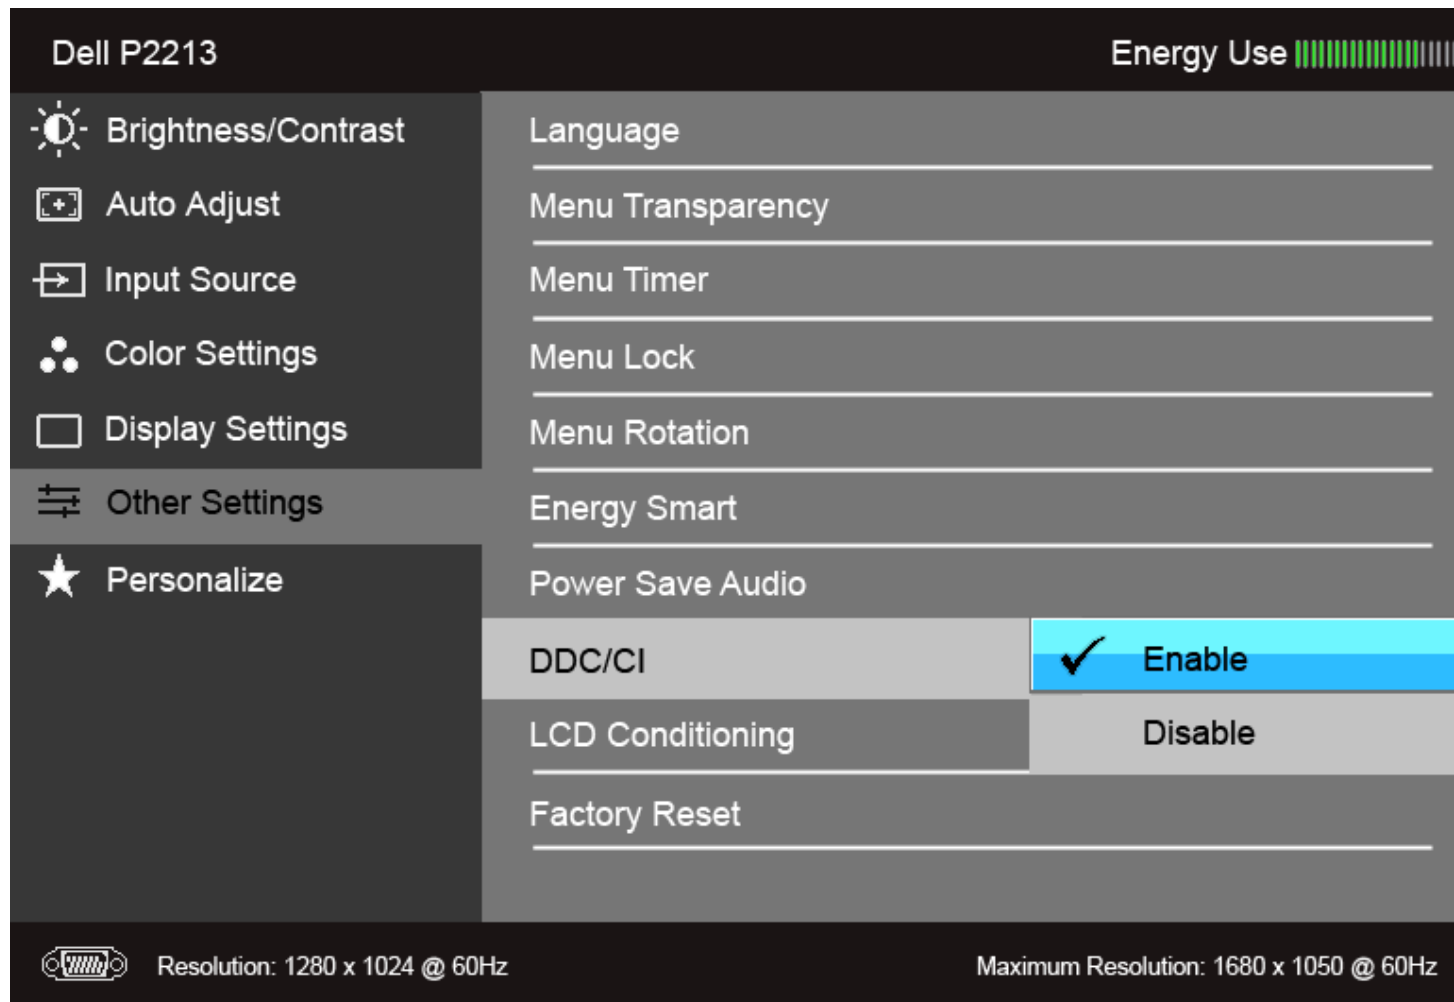 Dell P2213
Energy Use
Brightness/Contrast
Auto Adjust
Input Source
Color Settings
Display Settings
Other Settings
Personalize
Language
Menu Transparency
Menu Timer
Menu Lock
Menu Rotation
Energy Smart
Power Save Audio
DDC/CI
Enable
Disable
LCD Conditioning
Factory Reset
Resolution: 1280 x 1024 @ 60Hz
Maximum Resolution: 1680 x 1050 @ 60Hz